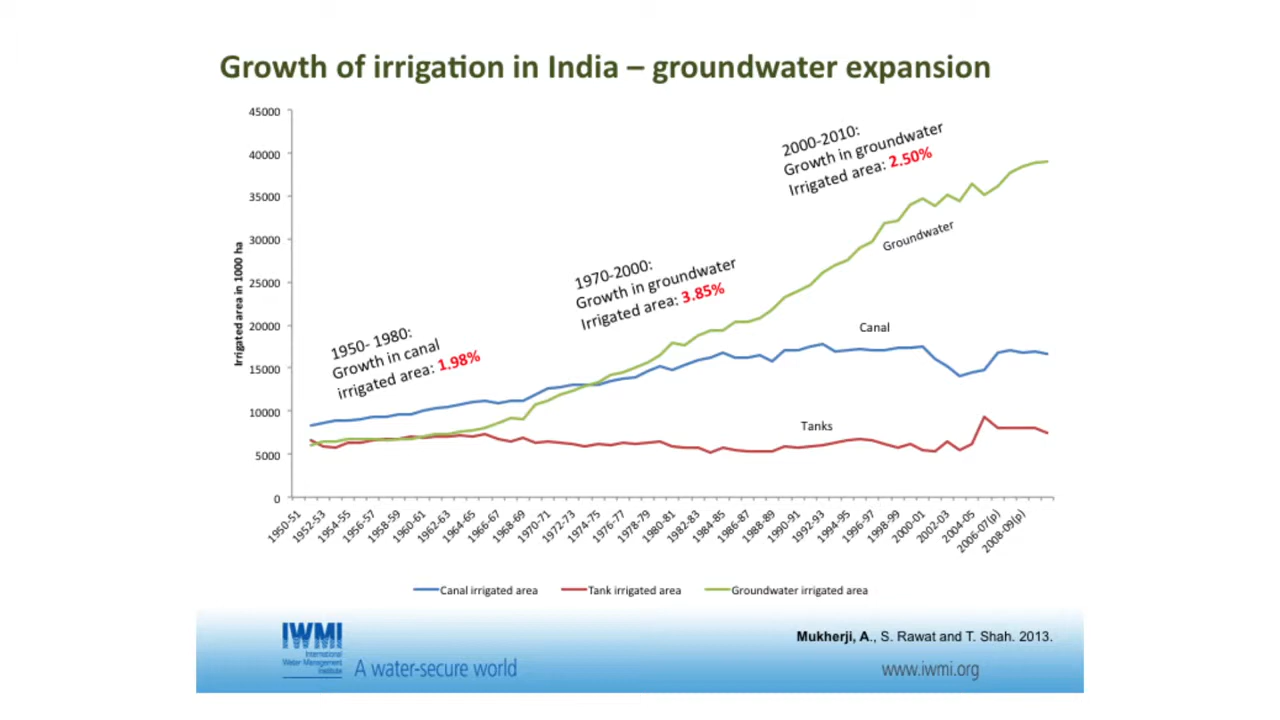 Growth of irrigation in India – groundwater expansion
45000
40000
35000
30000
25000
20000
15000
10000
5000
0
Irrigated area in 1000 ha
1950- 1980:
Growth in canal
irrigated area: 1.98%
1970-2000:
Growth in groundwater
Irrigated area: 3.85%
2000-2010:
Growth in groundwater
Irrigated area: 2.50%
Groundwater
Canal
Tanks
1950-51
1952-53
1954-55
1956-57
1958-59
1960-61
1962-63
1964-65
1966-67
1968-69
1970-71
1972-73
1974-75
1976-77
1978-79
1980-81
1982-83
1984-85
1986-87
1988-89
1990-91
1992-93
1994-95
1996-97
1998-99
2000-01
2002-03
2004-05
2006-07(p)
2008-09(p)
Canal irrigated area
Tank irrigated area
Groundwater irrigated area
IWMI
International
Water Management
Institute
A water-secure world
Mukherji, A., S. Rawat and T. Shah. 2013.
www.iwmi.org